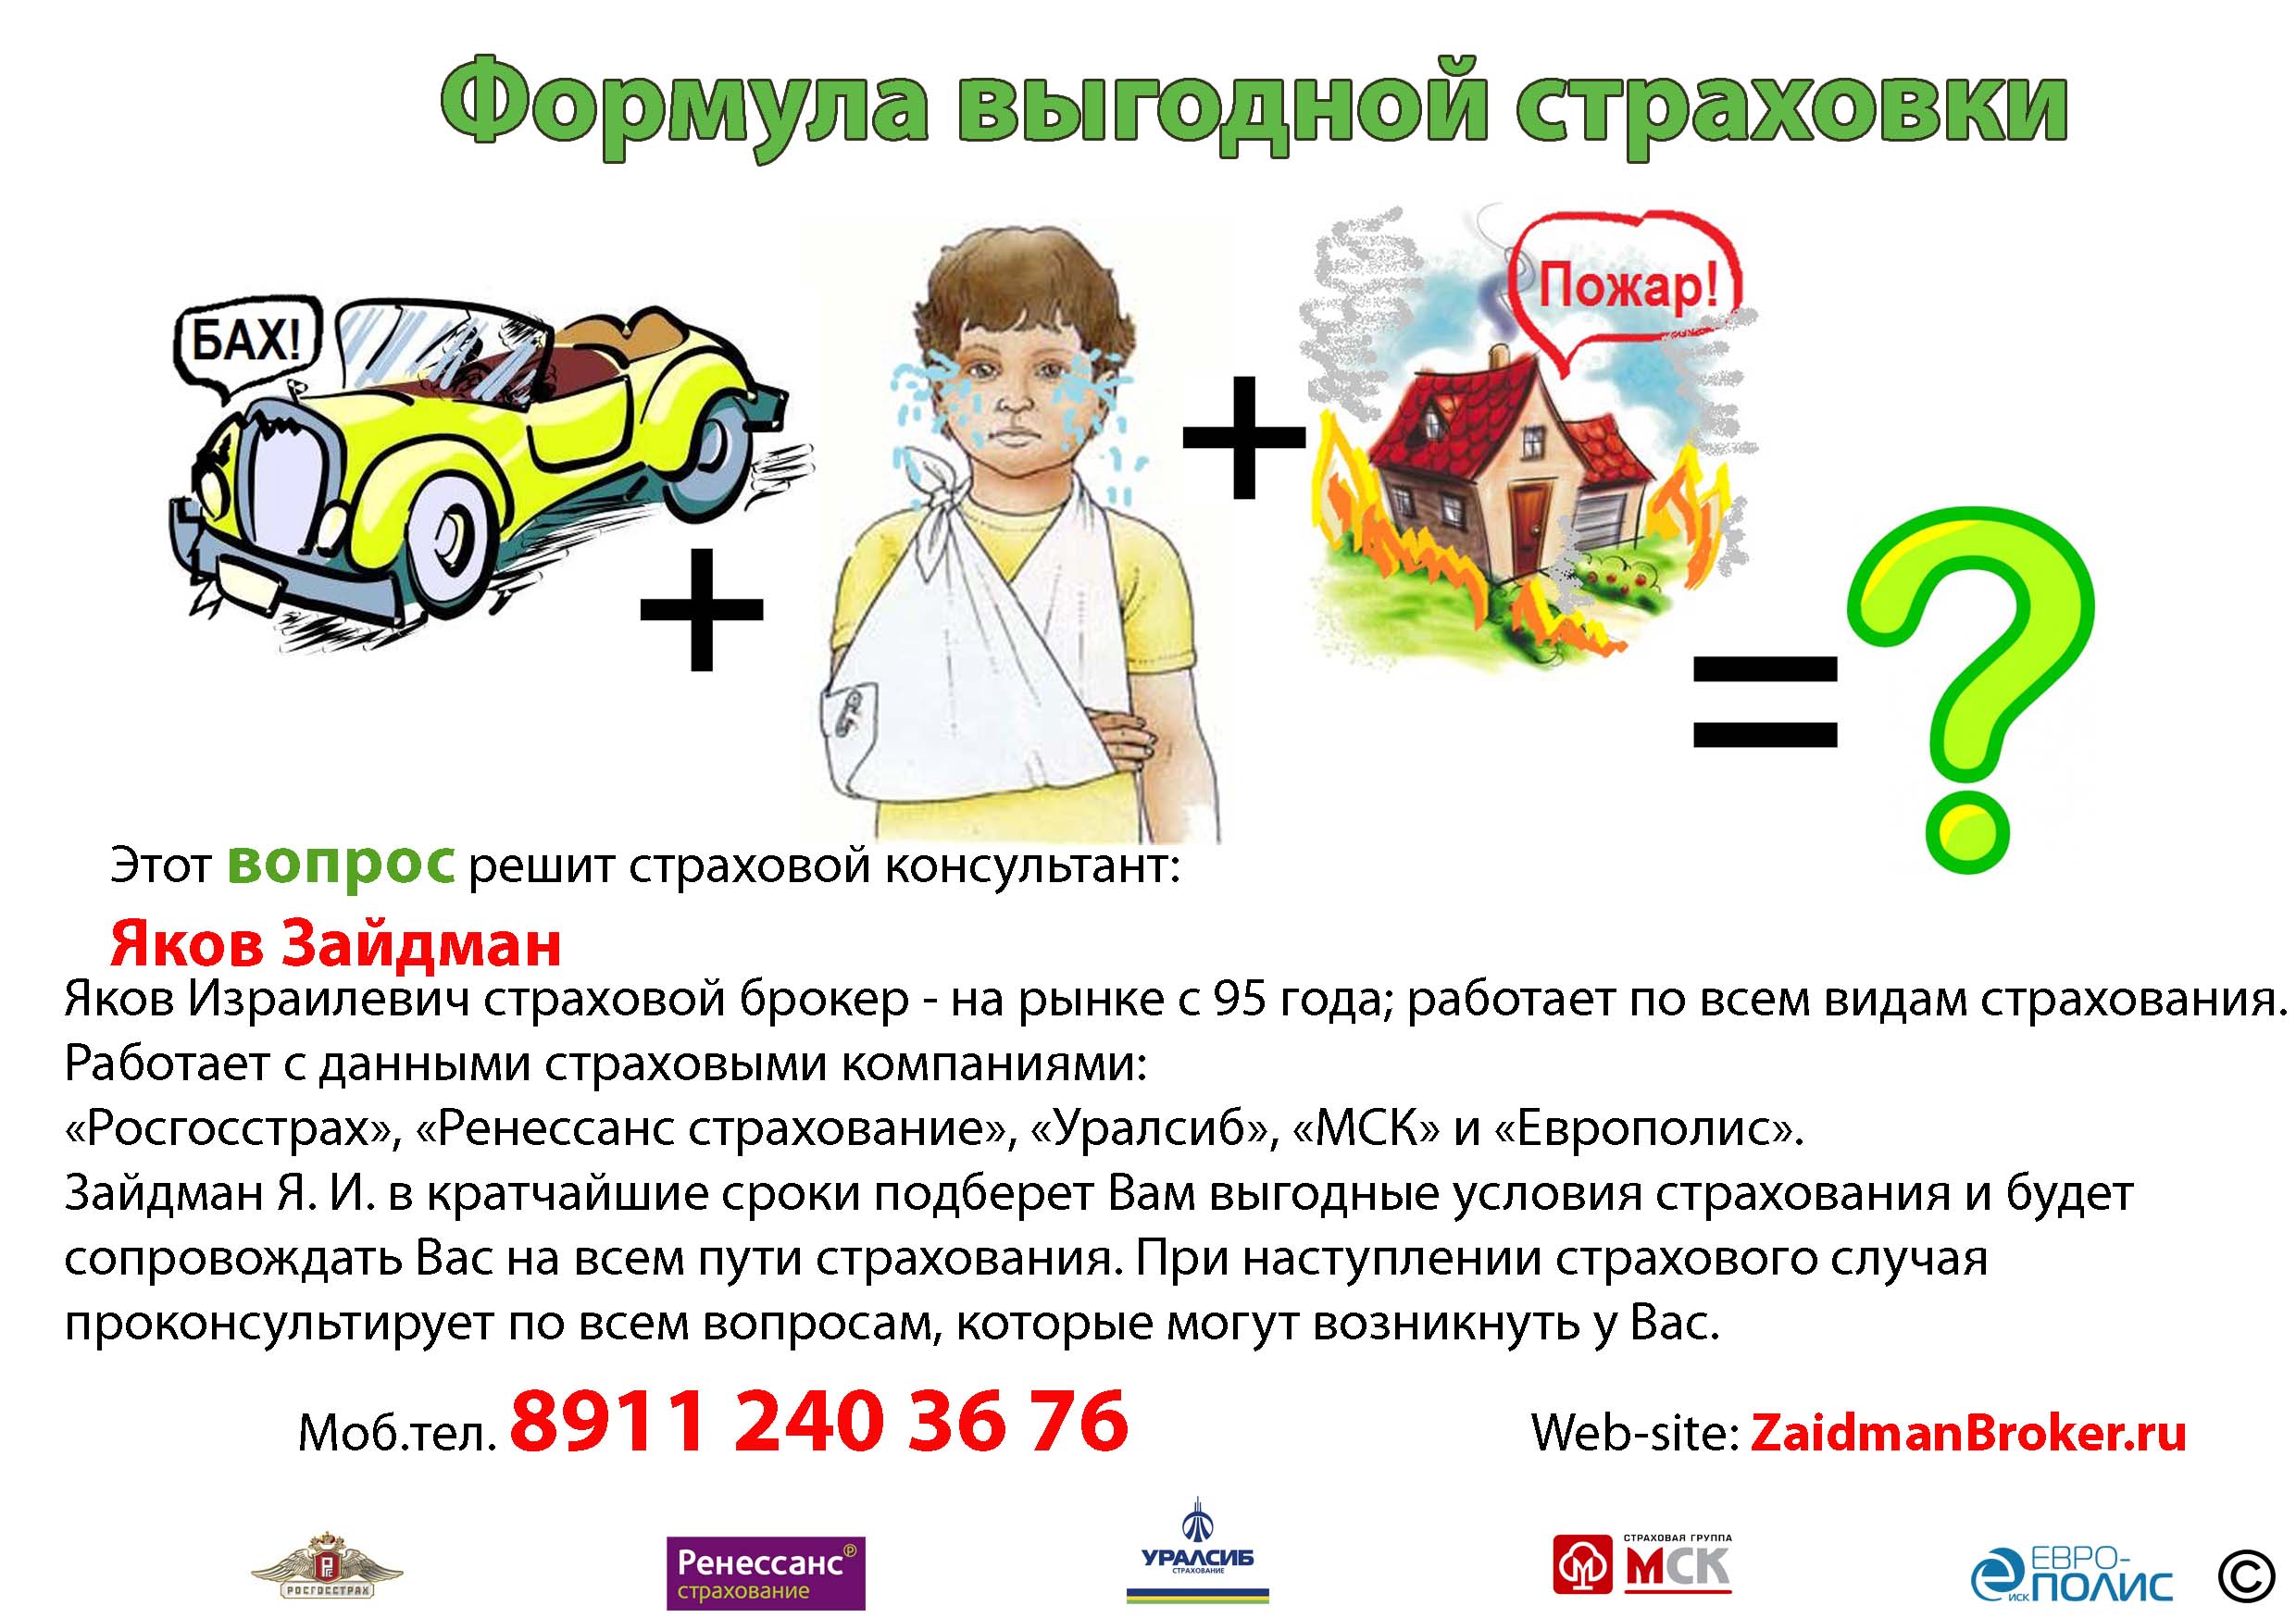 Формула выгодной страховки
БАХ!
Пожар!
Этот вопрос решит страховой консультант:
Яков Зайдман
Яков Израилевич страховой брокер - на рынке с 95 года; работает по всем видам страхования.
Работает с данными страховыми компаниями:
«Росгосстрах», «Ренессанс страхование», «Уралсиб», «МСК» и «Европолис».
Зайдман Я. И. в кратчайшие сроки подберет Вам выгодные условия страхования и будет
сопровождать Вас на всем пути страхования. При наступлении страхового случая
проконсультирует по всем вопросам, которые могут возникнуть у Вас.
Моб.тел. 8911 240 36 76
Web-site: ZaidmanBroker.ru
РГС
РОСГОССТРАХ
Ренессанс®
страхование
УРАЛСИБ
СТРАХОВАНИЕ
СТРАХОВАЯ ГРУППА
МСК
ЕВРО-
ИСК ПОЛИС
©